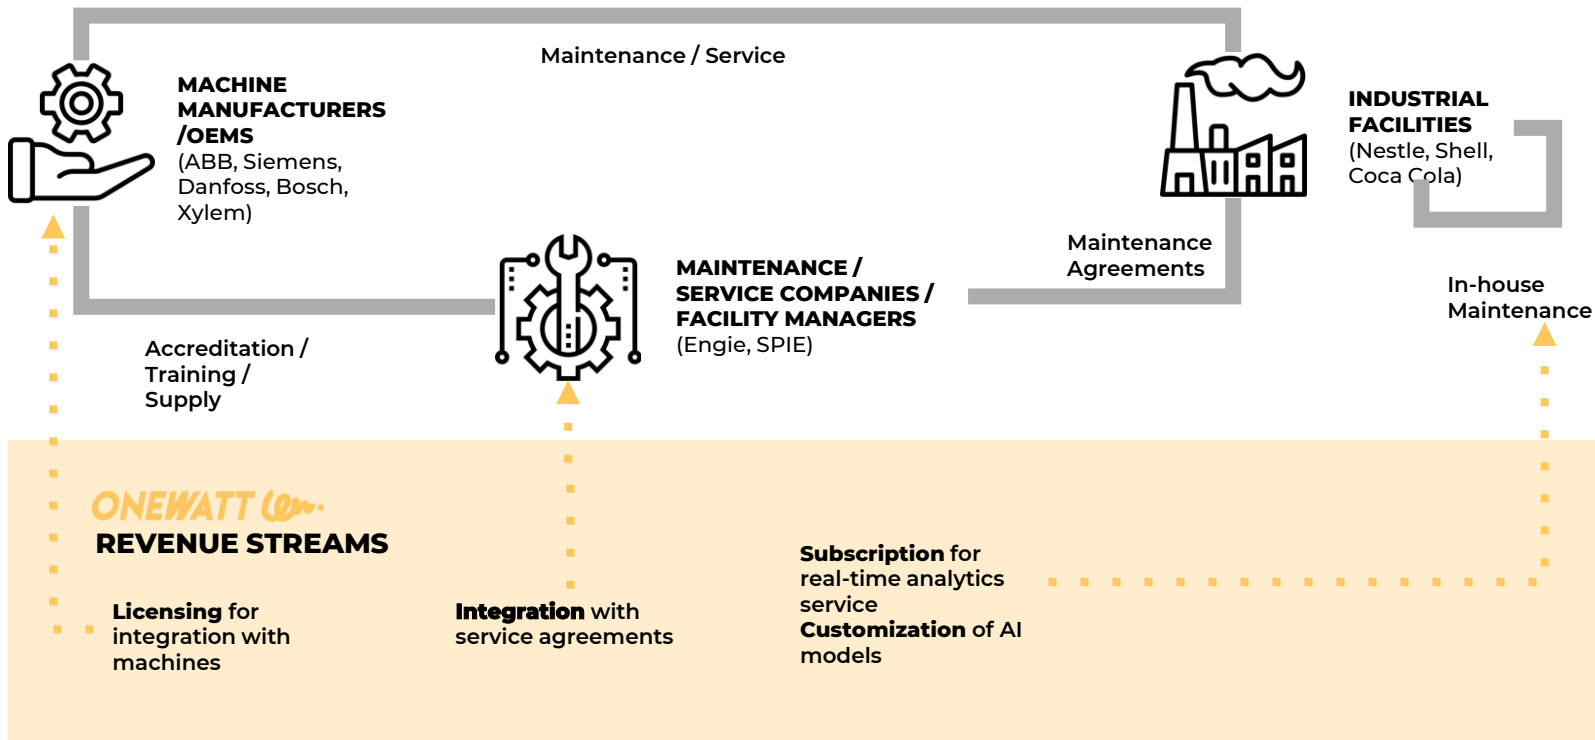 Maintenance / Service
MACHINE
MANUFACTURERS
/OEMS
(ABB, Siemens,
Danfoss, Bosch,
Xylem)
INDUSTRIAL
FACILITIES
(Nestle, Shell,
Coca Cola)
Maintenance
Agreements
MAINTENANCE /
SERVICE COMPANIES /
FACILITY MANAGERS
(Engie, SPIE)
In-house
Maintenance
Accreditation /
Training /
Supply
ONEWATT
REVENUE STREAMS
Licensing for
integration with
machines
Integration with
service agreements
Subscription for
real-time analytics
service
Customization of AI
models